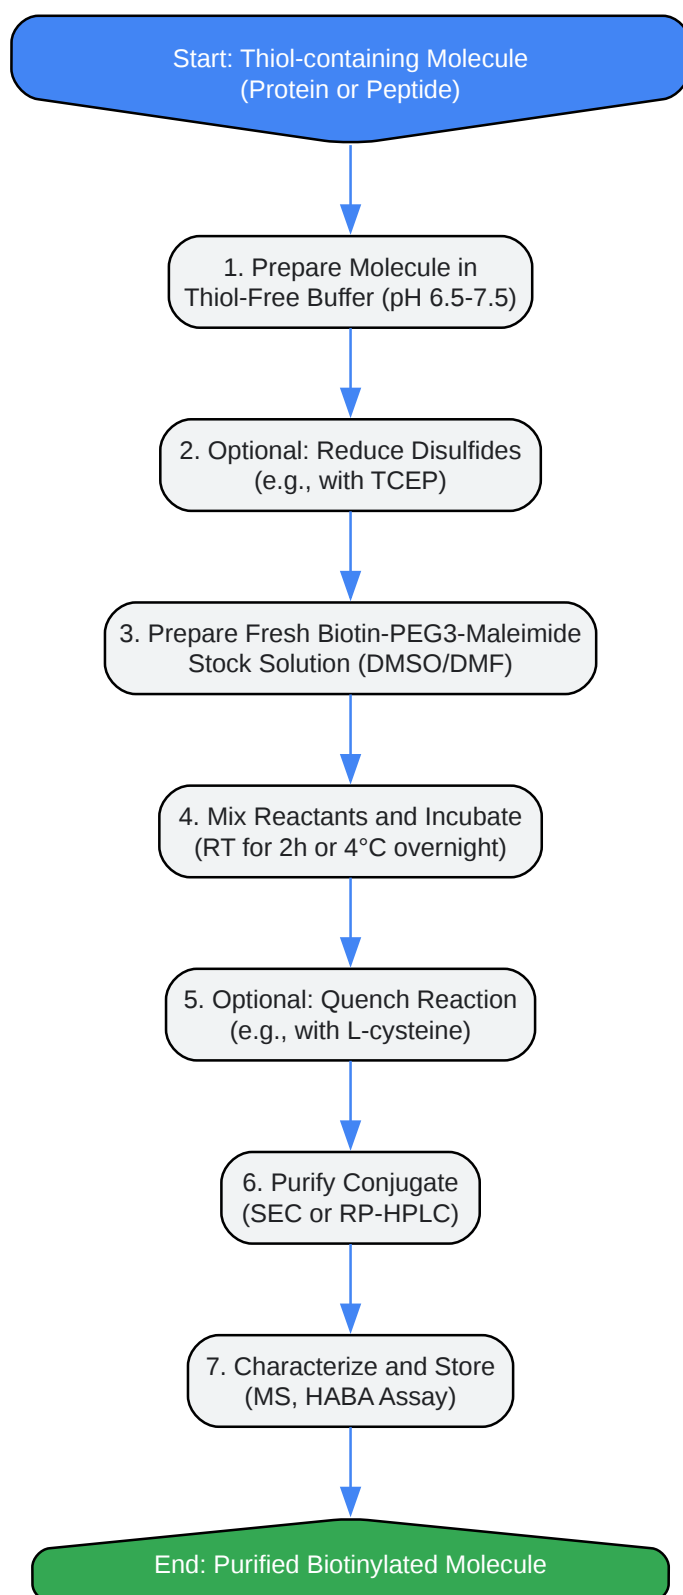 Start: Thiol-containing Molecule
(Protein or Peptide)
1. Prepare Molecule in
Thiol-Free Buffer (pH 6.5-7.5)
2. Optional: Reduce Disulfides
(e.g., with TCEP)
3. Prepare Fresh Biotin-PEG3-Maleimide
Stock Solution (DMSO/DMF)
4. Mix Reactants and Incubate
(RT for 2h or 4°C overnight)
5. Optional: Quench Reaction
(e.g., with L-cysteine)
6. Purify Conjugate
(SEC or RP-HPLC)
7. Characterize and Store
(MS, HABA Assay)
End: Purified Biotinylated Molecule